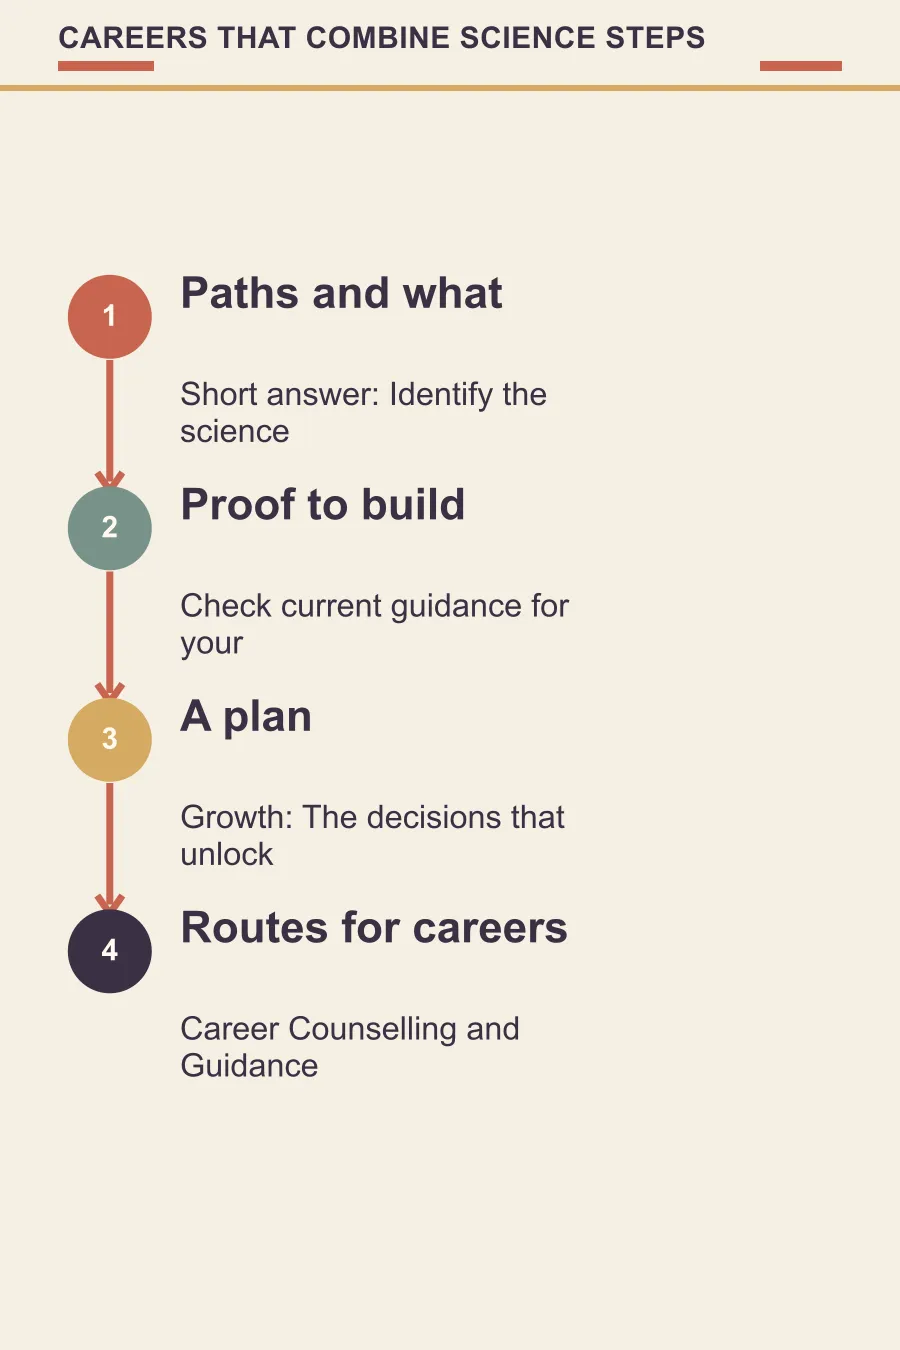 CAREERS THAT COMBINE SCIENCE STEPS
1
Paths and what
Short answer: Identify the
science
2
Proof to build
Check current guidance for
your
3
A plan
Growth: The decisions that
unlock
4
Routes for careers
Career Counselling and
Guidance